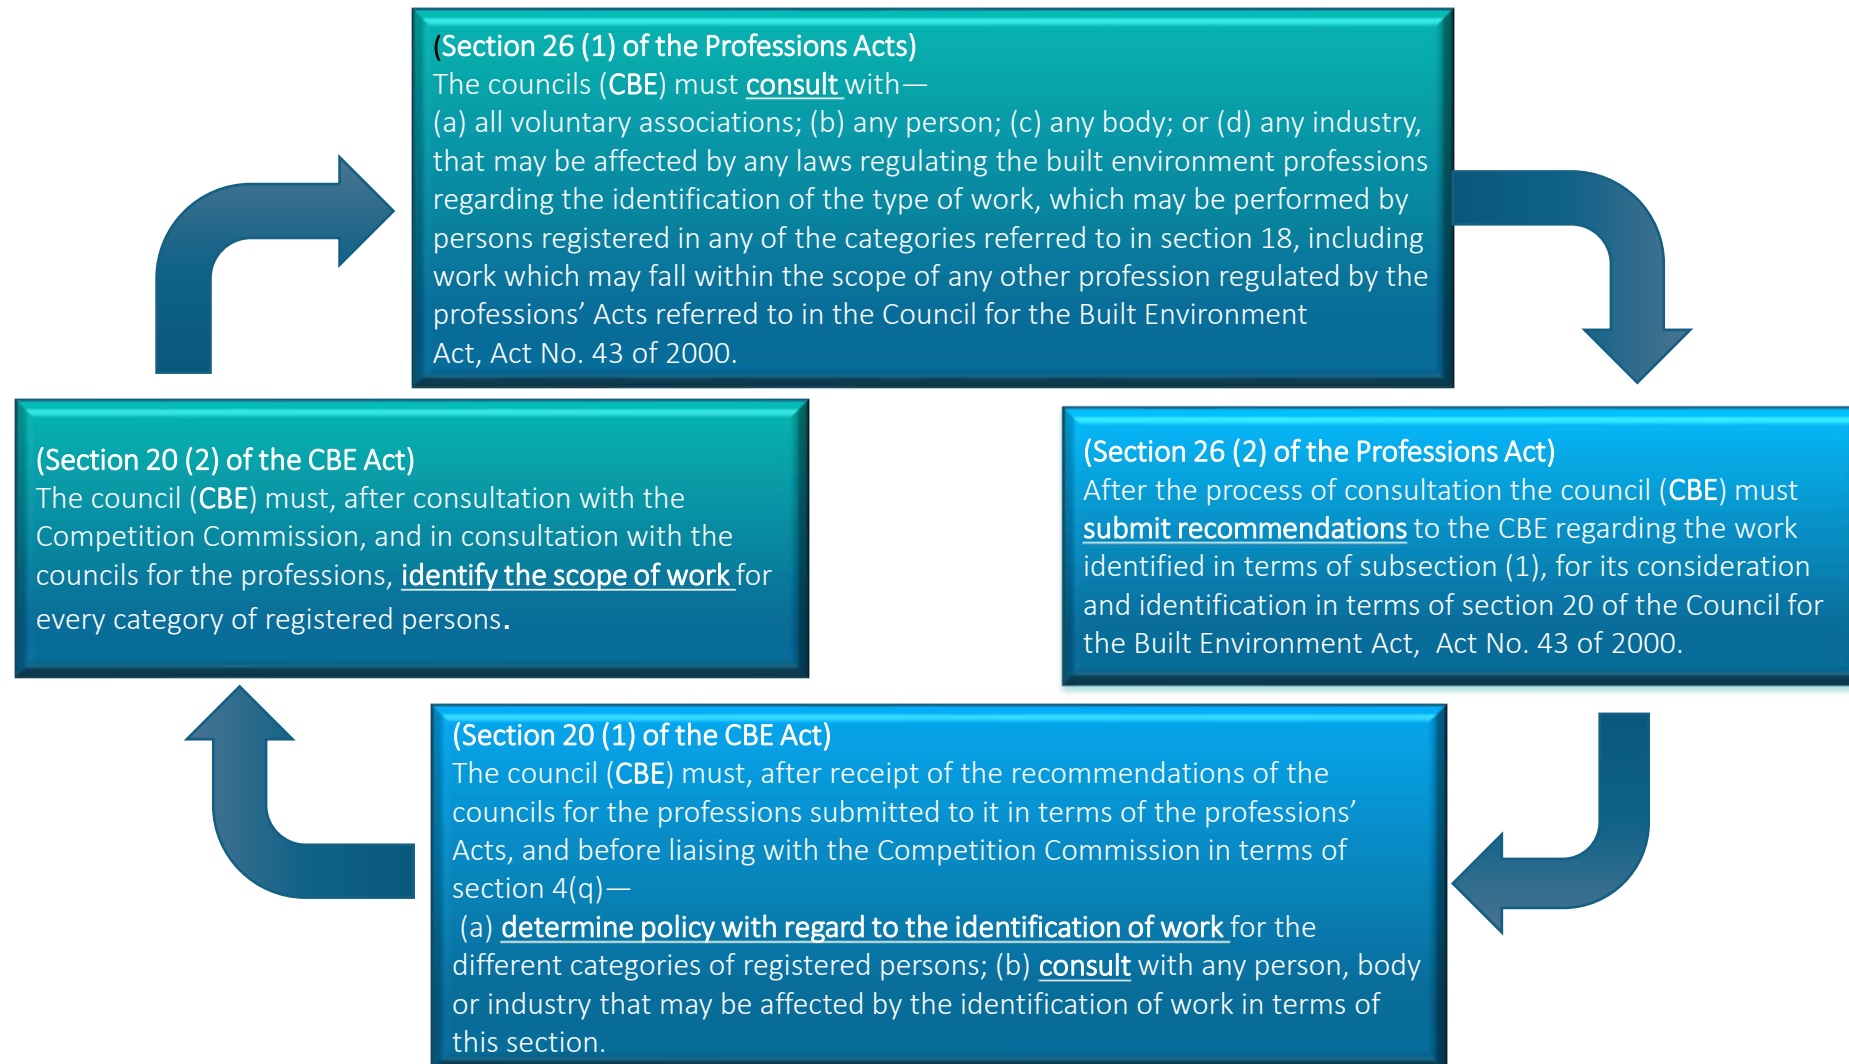 (Section 26 (1) of the Professions Acts)
The councils (CBE) must consult with—
(a) all voluntary associations; (b) any person; (c) any body; or (d) any industry,
that may be affected by any laws regulating the built environment professions
regarding the identification of the type of work, which may be performed by
persons registered in any of the categories referred to in section 18, including
work which may fall within the scope of any other profession regulated by the
professions’ Acts referred to in the Council for the Built Environment
Act, Act No. 43 of 2000.
(Section 26 (2) of the Professions Act)
After the process of consultation the council (CBE) must
submit recommendations to the CBE regarding the work
identified in terms of subsection (1), for its consideration
and identification in terms of section 20 of the Council for
the Built Environment Act, Act No. 43 of 2000.
(Section 20 (1) of the CBE Act)
The council (CBE) must, after receipt of the recommendations of the
councils for the professions submitted to it in terms of the professions’
Acts, and before liaising with the Competition Commission in terms of
section 4(q)—
(a) determine policy with regard to the identification of work for the
different categories of registered persons; (b) consult with any person, body
or industry that may be affected by the identification of work in terms of
this section.
(Section 20 (2) of the CBE Act)
The council (CBE) must, after consultation with the
Competition Commission, and in consultation with the
councils for the professions, identify the scope of work for
every category of registered persons.